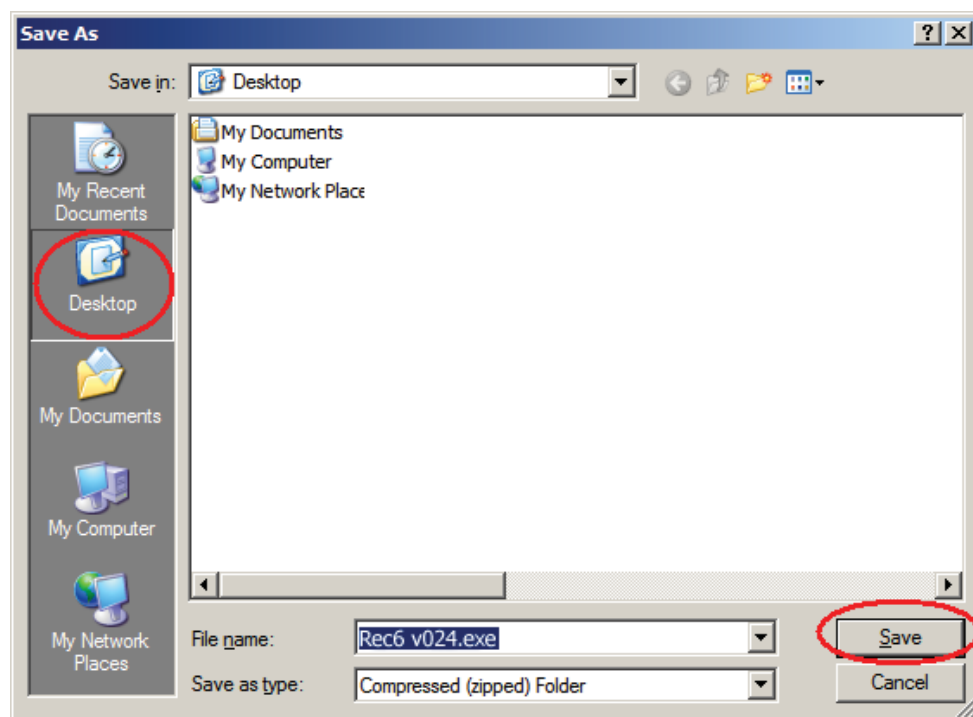 Save As
Save in:
Desktop
My Recent
Documents
Desktop
My Documents
My Computer
My Network
Places
My Documents
My Computer
My Network Place
File name:
Rec6 v024.exe
Save
Save as type:
Compressed (zipped) Folder
Cancel